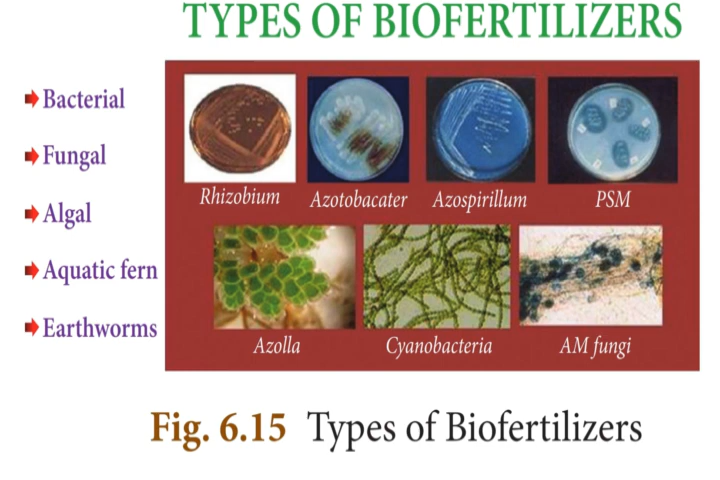 TYPES OF BIOFERTILIZERS
Bacterial
Fungal
Algal
Aquatic fern
Earthworms
Rhizobium Azotobacater Azospirillum PSM
Azolla Cyanobacteria AM fungi
Fig. 6.15 Types of Biofertilizers